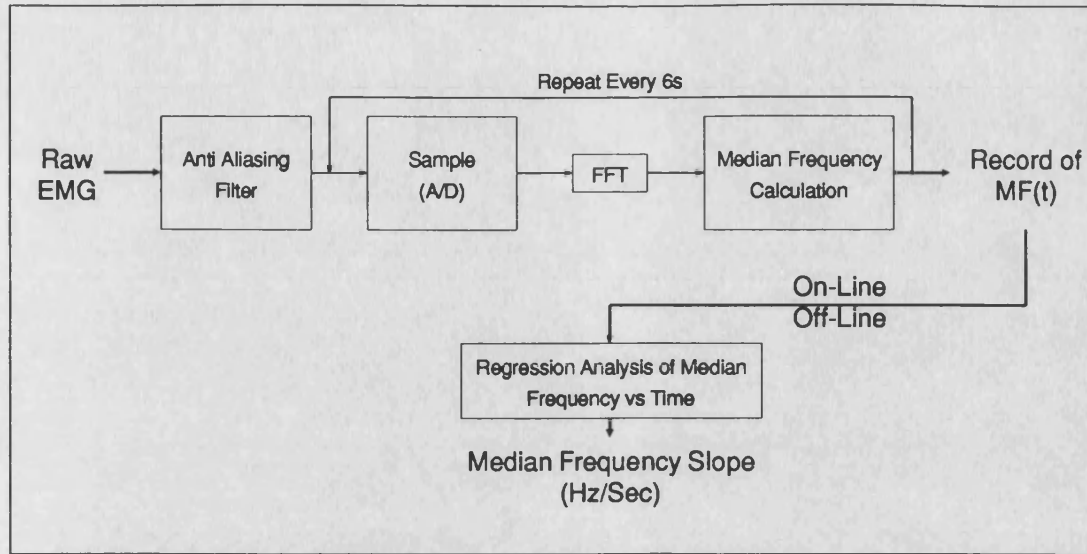 Repeat Every 6s
Raw
EMG
Anti Aliasing
Filter
Sample
(A/D)
FFT
Median Frequency
Calculation
Record of
MF(t)
On-Line
Off-Line
Regression Analysis of Median
Frequency vs Time
Median Frequency Slope
(Hz/Sec)